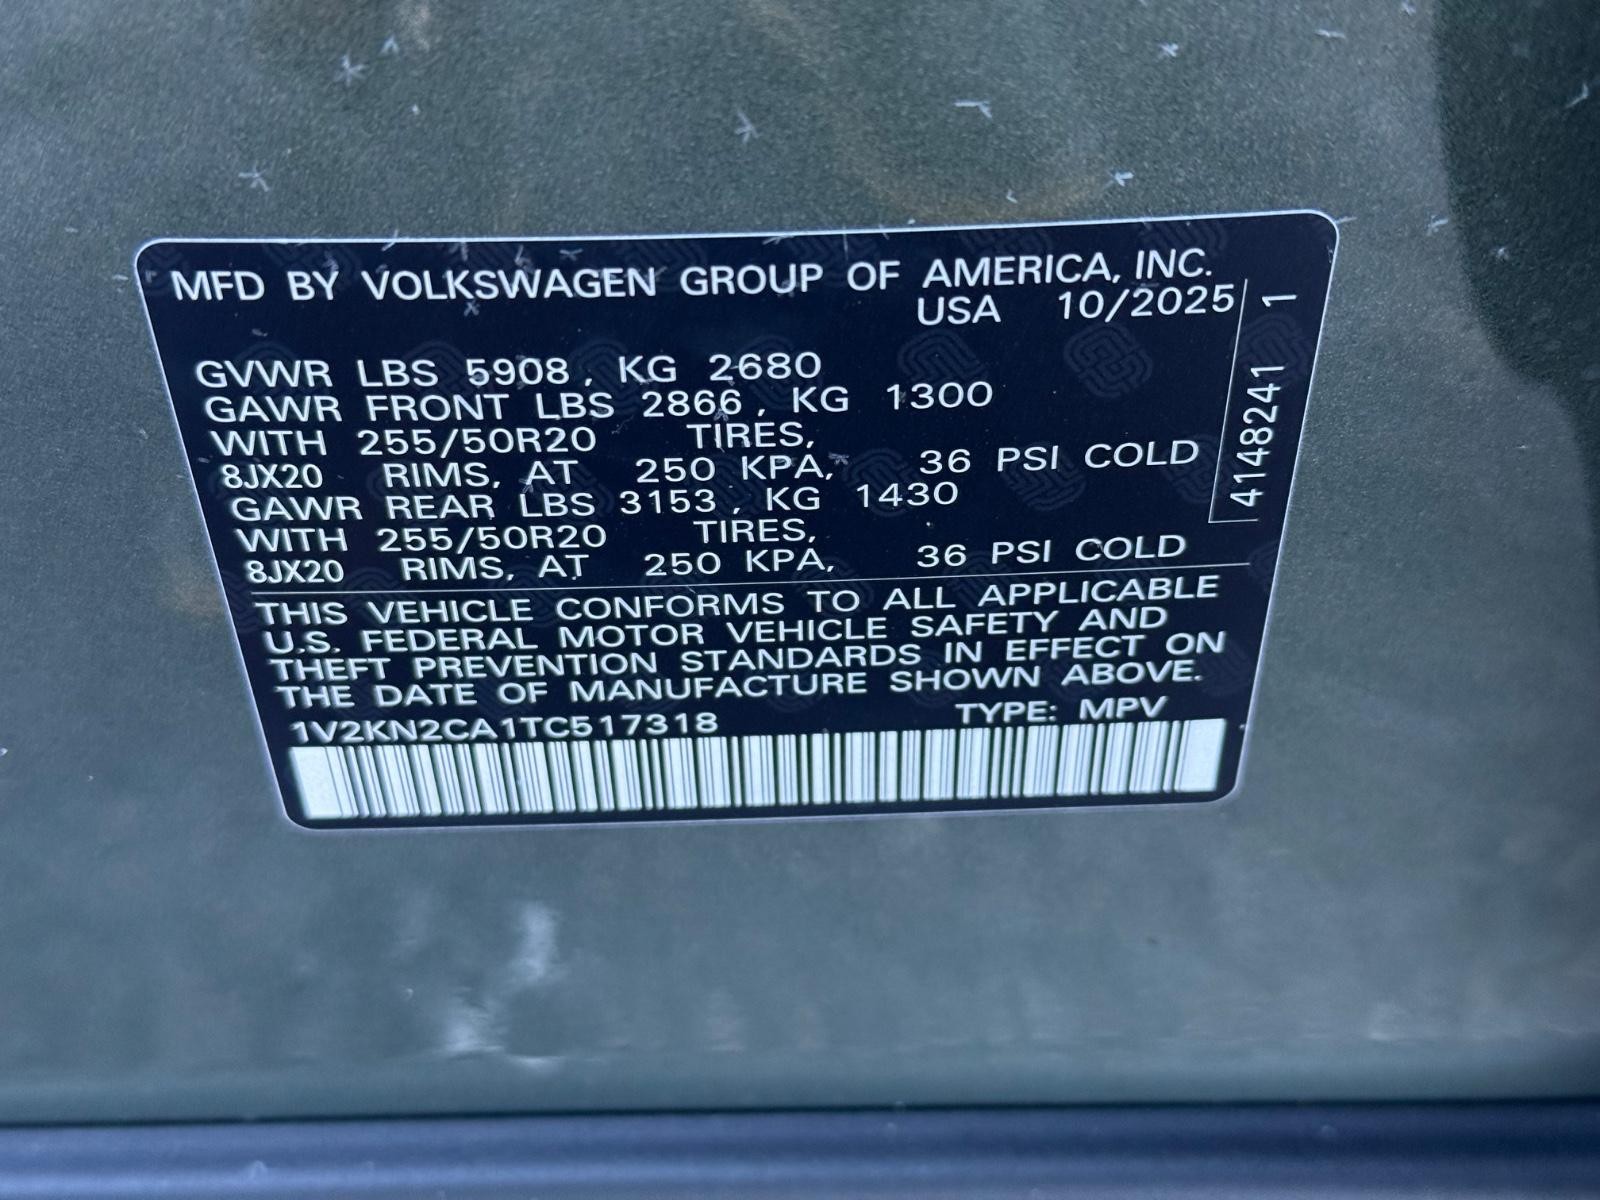 MFD BY VOLKSWAGEN GROUP OF AMERICA, INC.
USA 10/2025
GVWR LBS 5908, KG 2680
GAWR FRONT LBS 2866, KG 1300
WITH 255/50R20 TIRES,
8JX20 RIMS, AT 250 KPA, 36 PSI COLD
GAWR REAR LBS 3153, KG 1430
WITH 255/50R20 TIRES,
8JX20 RIMS, AT 250 KPA, 36 PSI COLD
THIS VEHICLE CONFORMS TO ALL APPLICABLE
U.S. FEDERAL MOTOR VEHICLE SAFETY AND
THEFT PREVENTION STANDARDS IN EFFECT ON
THE DATE OF MANUFACTURE SHOWN ABOVE.
1V2KN2CA1TC517318 TYPE: MPV
4148241 1